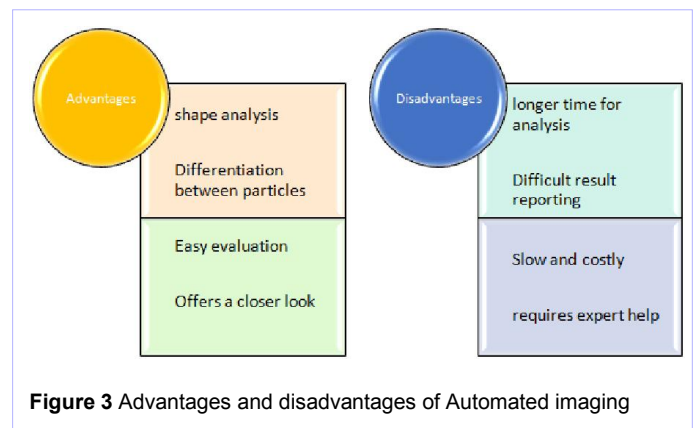 Advantages
shape analysis
Differentiation
between particles
Easy evaluation
Offers a closer look
Disadvantages
longer time for
analysis
Difficult result
reporting
Slow and costly
requires expert help
Figure 3 Advantages and disadvantages of Automated imaging